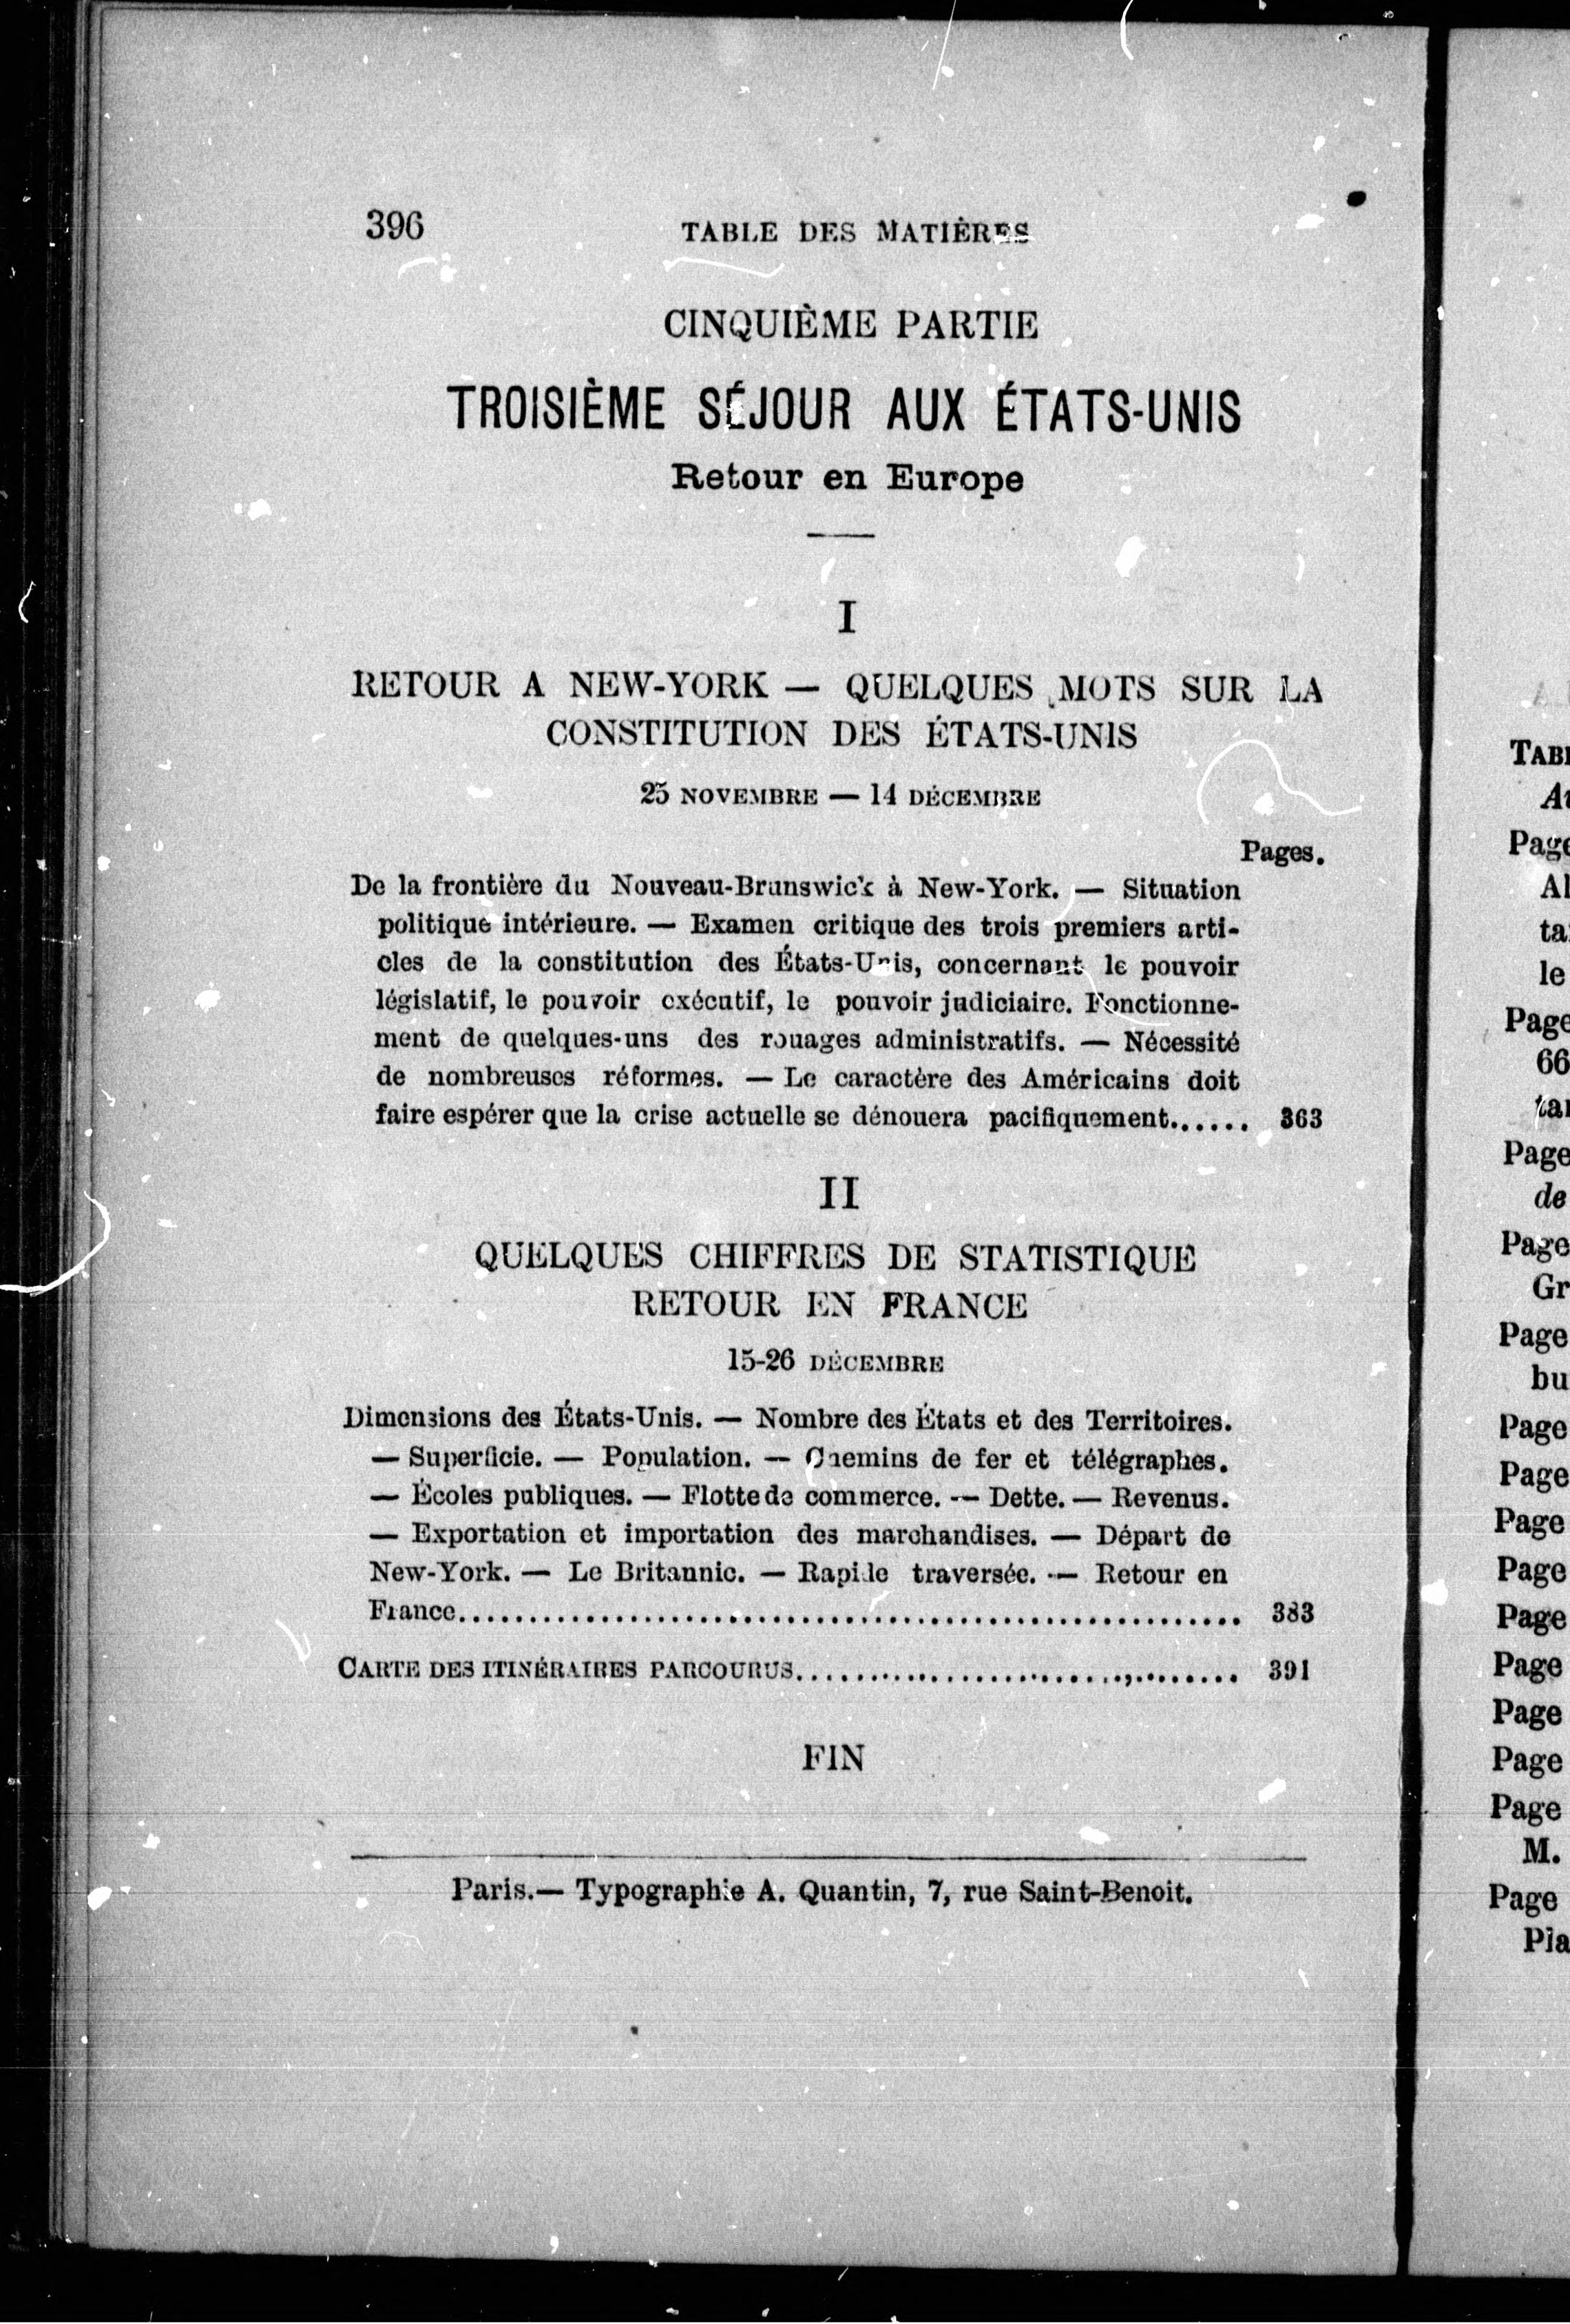 396 TABLE DES MATIÈRES
CINQUIÈME PARTIE
TROISIÈME SÉJOUR AUX ÉTATS-UNIS
Retour en Europe
I
RETOUR A NEW-YORK — QUELQUES MOTS SUR LA
CONSTITUTION DES ÉTATS-UNIS
25 NOVEMBRE — 14 DÉCEMBRE
Pages.
De la frontière du Nouveau-Brunswick à New-York. — Situation
politique intérieure. — Examen critique des trois premiers arti-
cles de la constitution des États-Unis, concernant le pouvoir
législatif, le pouvoir exécutif, le pouvoir judiciaire. Fonctionne-
ment de quelques-uns des rouages administratifs. — Nécessité
de nombreuses réformes. — Le caractère des Américains doit
faire espérer que la crise actuelle se dénouera pacifiquement...... 363
II
QUELQUES CHIFFRES DE STATISTIQUE
RETOUR EN FRANCE
15-26 DÉCEMBRE
Dimensions des États-Unis. — Nombre des États et des Territoires.
— Superficie. — Population. — Chemins de fer et télégraphes.
— Écoles publiques. — Flotte de commerce. — Dette. — Revenus.
— Exportation et importation des marchandises. — Départ de
New-York. — Le Britannic. — Rapide traversée. — Retour en
France........................................................ 383
CARTE DES ITINÉRAIRES PARCOURUS................................ 391
FIN
Paris.— Typographie A. Quantin, 7, rue Saint-Benoit.
Page
Al
ta
le
Page
66
Page
de
Page
Gr
Page
bu
Page
Page
Page
Page
Page
Page
Page
Page
Page
M.
Page